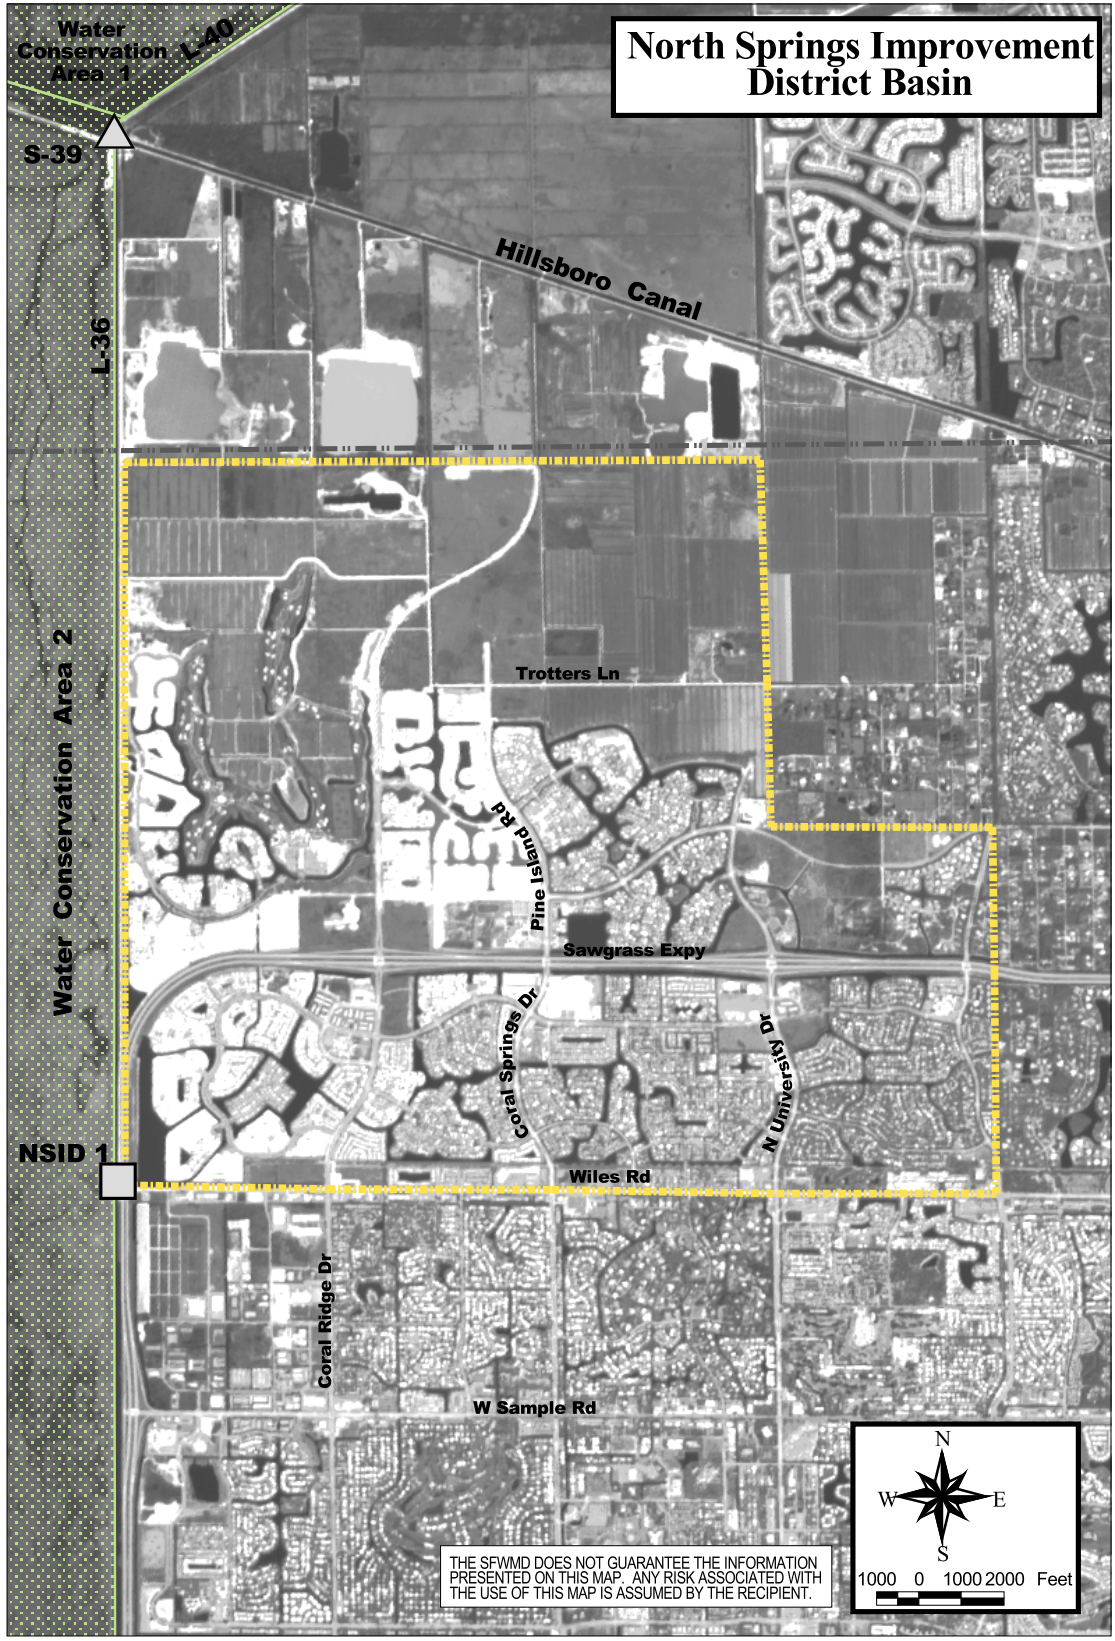 North Springs Improvement
District Basin
Water
Conservation
Area 1
L-40
S-39
L-36
Hillsboro Canal
Water Conservation Area 2
Trotters Ln
Pine Island Rd
Sawgrass Expy
Coral Springs Dr
N University Dr
NSID 1
Wiles Rd
Coral Ridge Dr
W Sample Rd
N
W
E
S
1000 0 1000 2000 Feet
THE SFWMD DOES NOT GUARANTEE THE INFORMATION
PRESENTED ON THIS MAP. ANY RISK ASSOCIATED WITH
THE USE OF THIS MAP IS ASSUMED BY THE RECIPIENT.